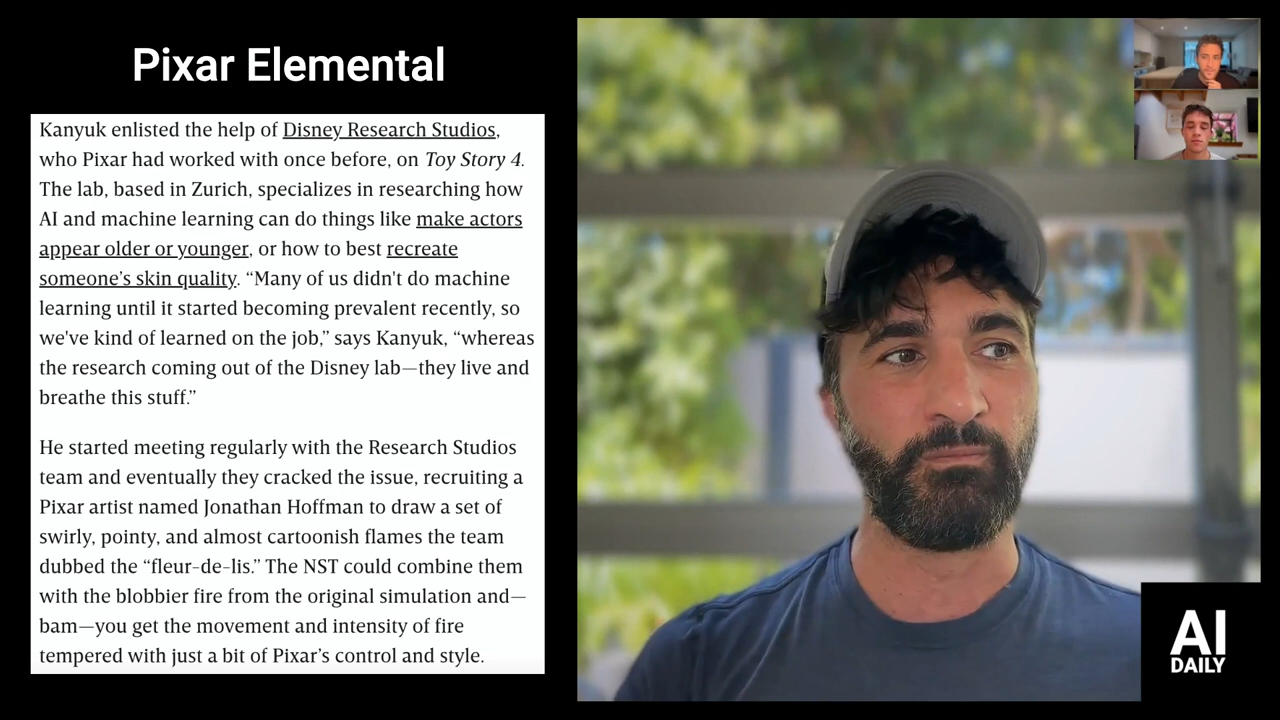 Pixar Elemental
Kanyuk enlisted the help of Disney Research Studios,
who Pixar had worked with once before, on Toy Story 4.
The lab, based in Zurich, specializes in researching how
AI and machine learning can do things like make actors
appear older or younger, or how to best recreate
someone’s skin quality. “Many of us didn't do machine
learning until it started becoming prevalent recently, so
we've kind of learned on the job,” says Kanyuk, “whereas
the research coming out of the Disney lab—they live and
breathe this stuff.”
He started meeting regularly with the Research Studios
team and eventually they cracked the issue, recruiting a
Pixar artist named Jonathan Hoffman to draw a set of
swirly, pointy, and almost cartoonish flames the team
dubbed the “fleur-de-lis.” The NST could combine them
with the blobbier fire from the original simulation and—
bam—you get the movement and intensity of fire
tempered with just a bit of Pixar’s control and style.
AI
DAILY